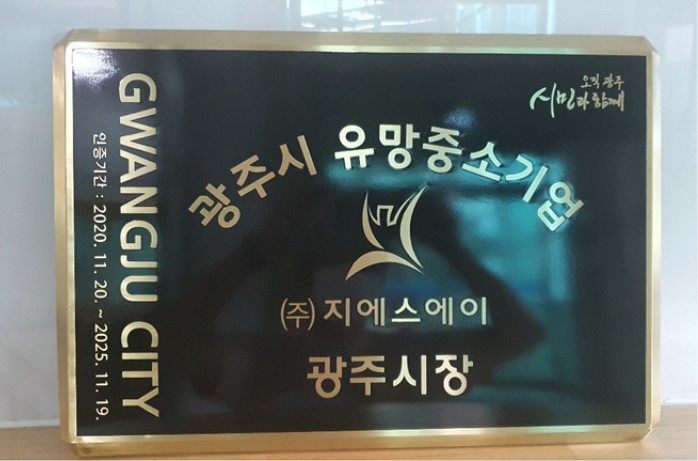 GWANGJU CITY
인증기간 : 2020. 11. 20. ~ 2025. 11. 19.
오직 광주
시민과 함께
광주시 유망중소기업
(주) 지에스에이
광주시장